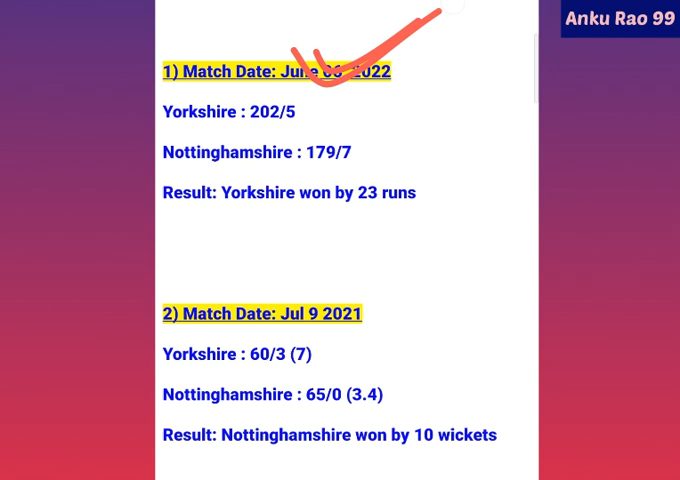 Anku Rao 99
1) Match Date: June 06 2022
Yorkshire : 202/5
Nottinghamshire : 179/7
Result: Yorkshire won by 23 runs
2) Match Date: Jul 9 2021
Yorkshire : 60/3 (7)
Nottinghamshire : 65/0 (3.4)
Result: Nottinghamshire won by 10 wickets